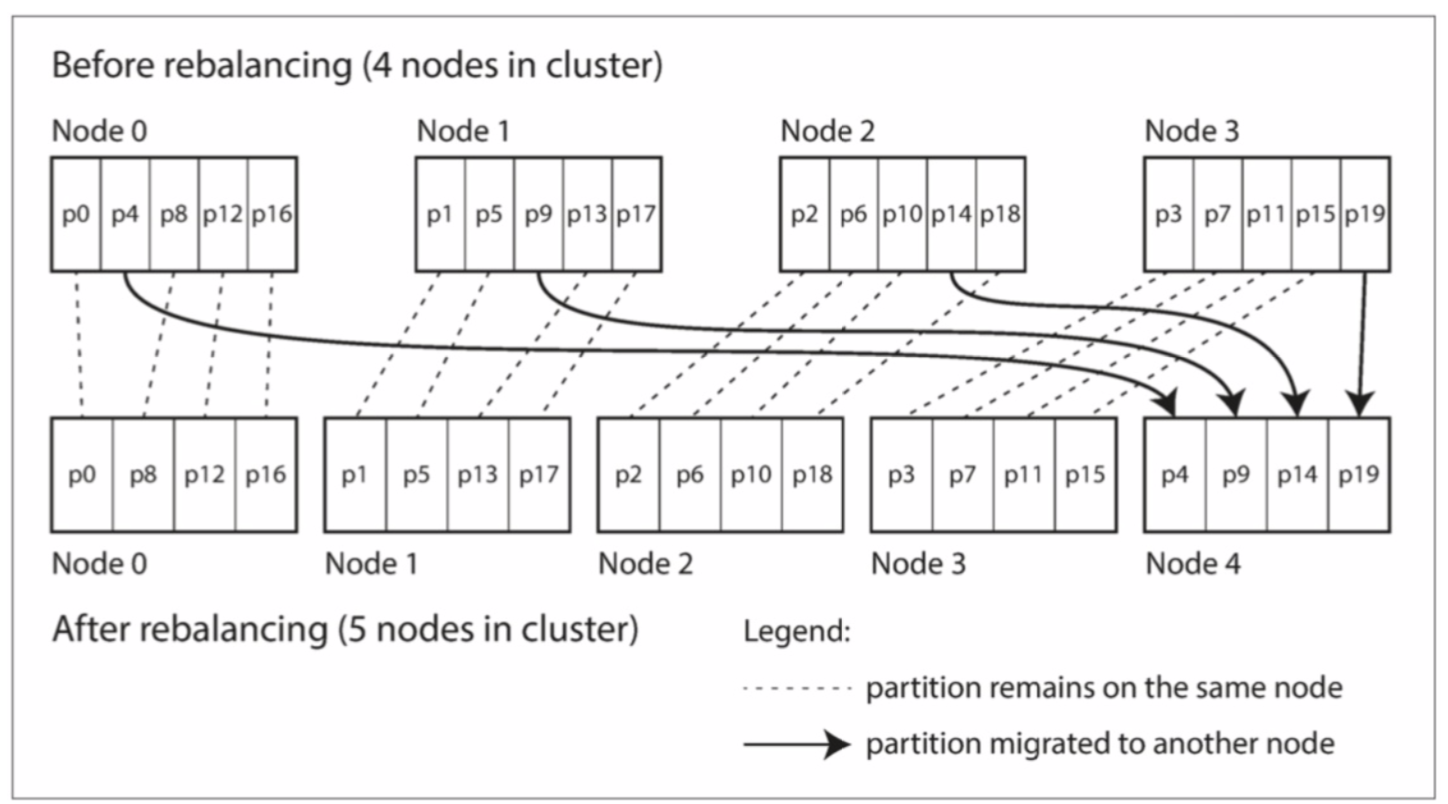 Before rebalancing (4 nodes in cluster)
Node 0 Node 1 Node 2 Node 3
p0 p4 p8 p12 p16 p1 p5 p9 p13 p17 p2 p6 p10 p14 p18 p3 p7 p11 p15 p19
p0 p8 p12 p16 p1 p5 p13 p17 p2 p6 p10 p18 p3 p7 p11 p15 p4 p9 p14 p19
Node 0 Node 1 Node 2 Node 3 Node 4
After rebalancing (5 nodes in cluster)
Legend:
partition remains on the same node
partition migrated to another node